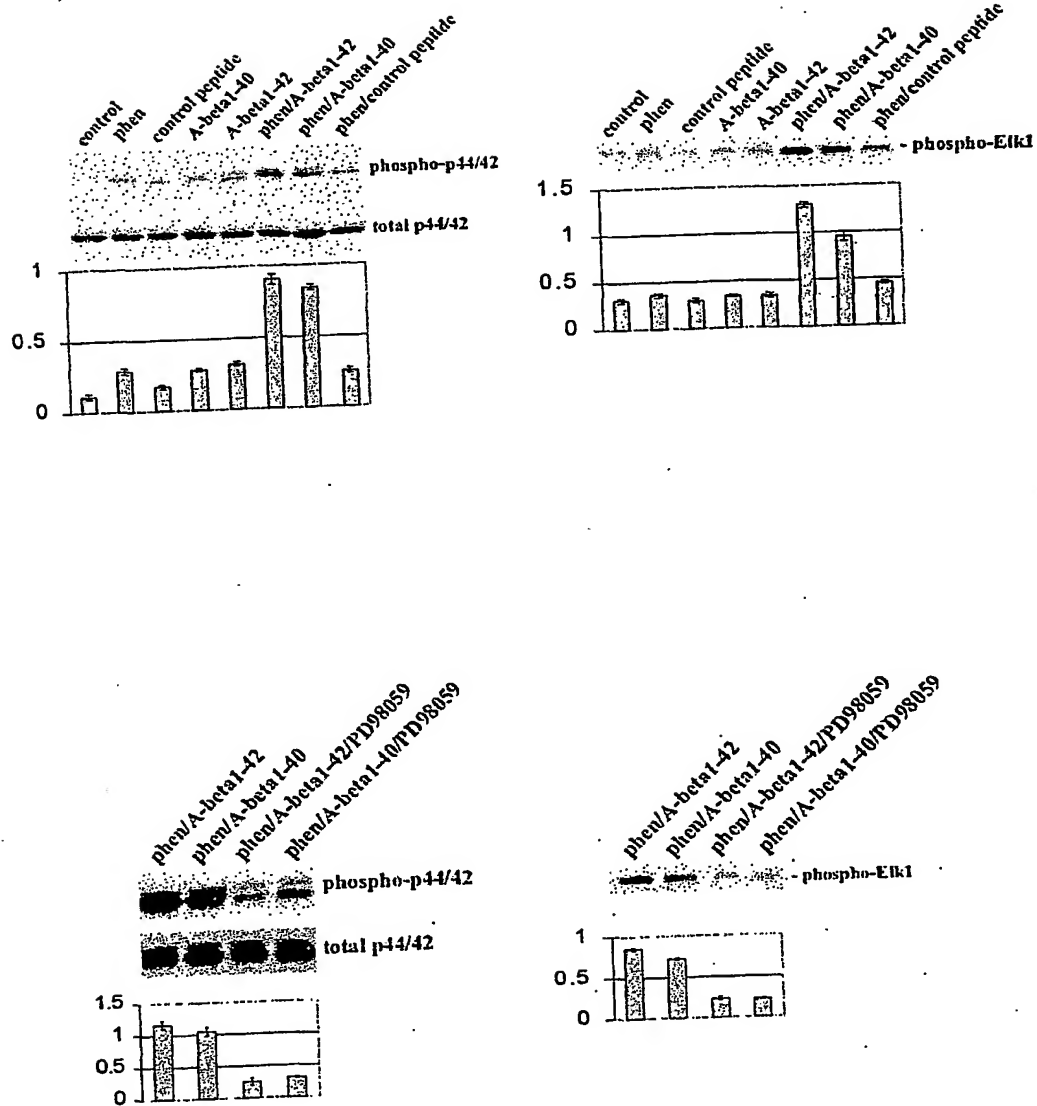 control
phen
control peptide
A-beta1-40
A-beta1-42
phen/A-beta1-42
phen/A-beta1-40
phen/control peptide
phospho-p44/42
total p44/42
1
0.5
0
control
phen
control peptide
A-beta1-40
A-beta1-42
phen/A-beta1-42
phen/A-beta1-40
phen/control peptide
- phospho-Elk1
1.5
1
0.5
0
phen/A-beta1-42
phen/A-beta1-40
phen/A-beta1-42/PD98059
phen/A-beta1-40/PD98059
phospho-p44/42
total p44/42
1.5
1
0.5
0
phen/A-beta1-42
phen/A-beta1-40
phen/A-beta1-42/PD98059
phen/A-beta1-40/PD98059
- phospho-Elk1
1
0.5
0